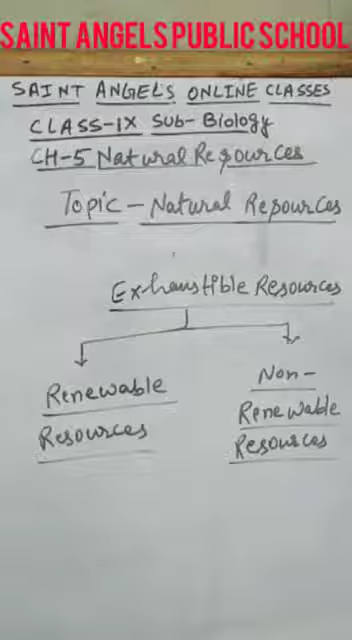 SAINT ANGELS PUBLIC SCHOOL
SAINT ANGEL'S ONLINE CLASSES
CLASS-IX Sub- Biology
CH-5 Natural Resources
Topic - Natural Resources
Exhaustible Resources
Renewable
Resources
Non-
Renewable
Resources